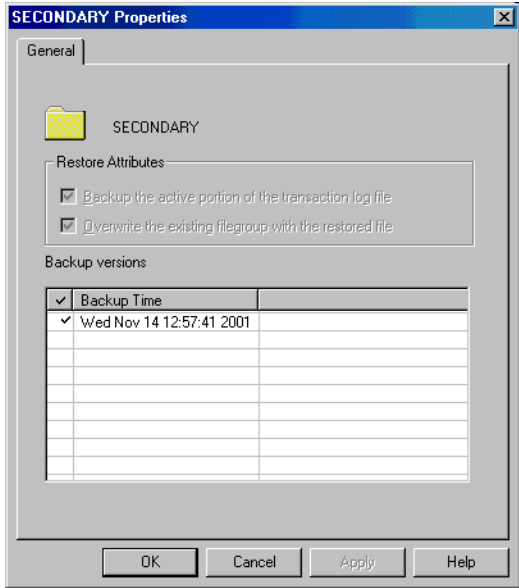 SECONDARY Properties
General
SECONDARY
Restore Attributes
Backup the active portion of the transaction log file
Overwrite the existing filegroup with the restored file
Backup versions
Backup Time
Wed Nov 14 12:57:41 2001
OK Cancel Apply Help